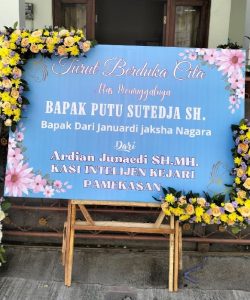 Turut Berduka Cita
Atas Meninggalnya
BAPAK PUTU SUTEDJA SH.
Bapak Dari Januardi jaksha Nagara
Dari
Ardian Junaedi SH.MH.
KASI INTELIJEN KEJARI
PAMEKASAN